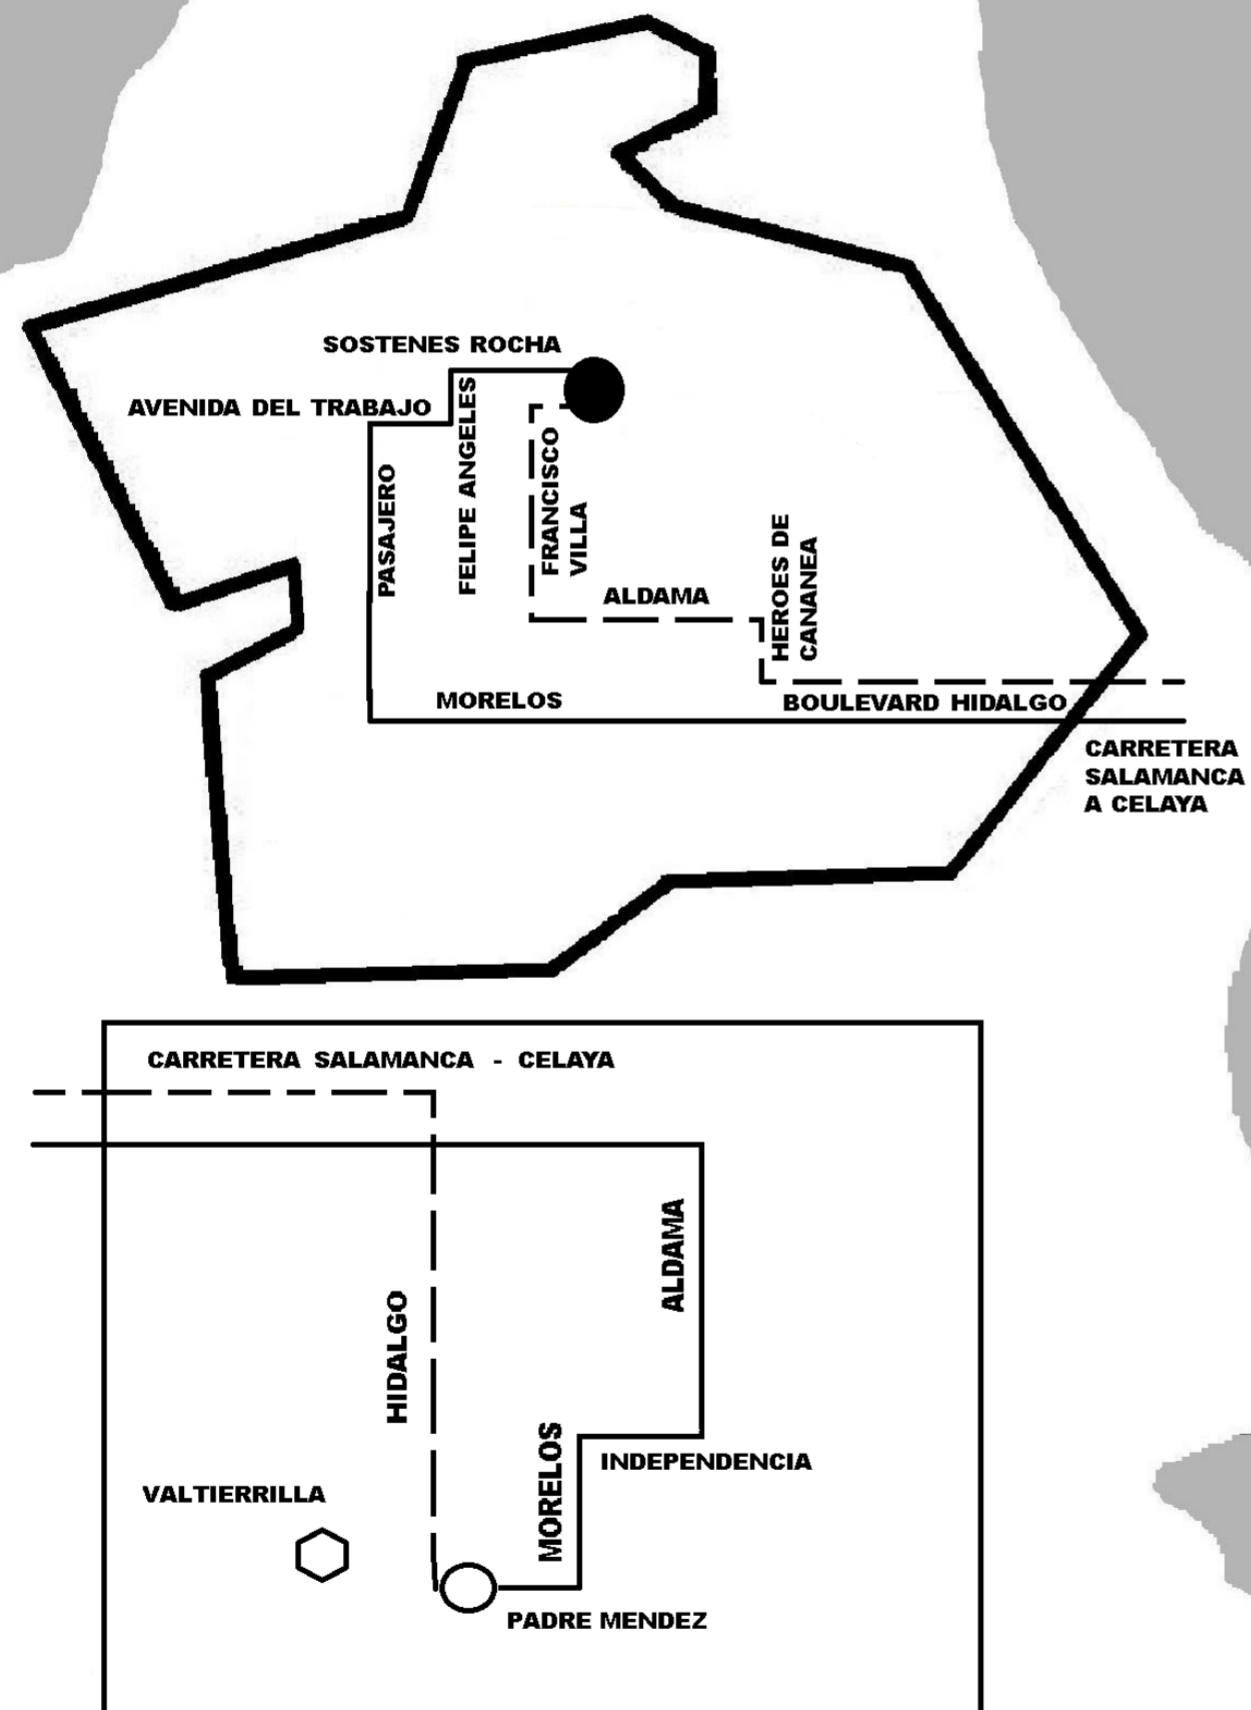 SOSTENES ROCHA
AVENIDA DEL TRABAJO
PASAJERO
FELIPE ANGELES
FRANCISCO
VILLA
ALDAMA
HEROES DE
CANANEA
MORELOS
BOULEVARD HIDALGO
CARRETERA
SALAMANCA
A CELAYA
CARRETERA SALAMANCA - CELAYA
ALDAMA
HIDALGO
MORELOS
INDEPENDENCIA
VALTIERRILLA
PADRE MENDEZ